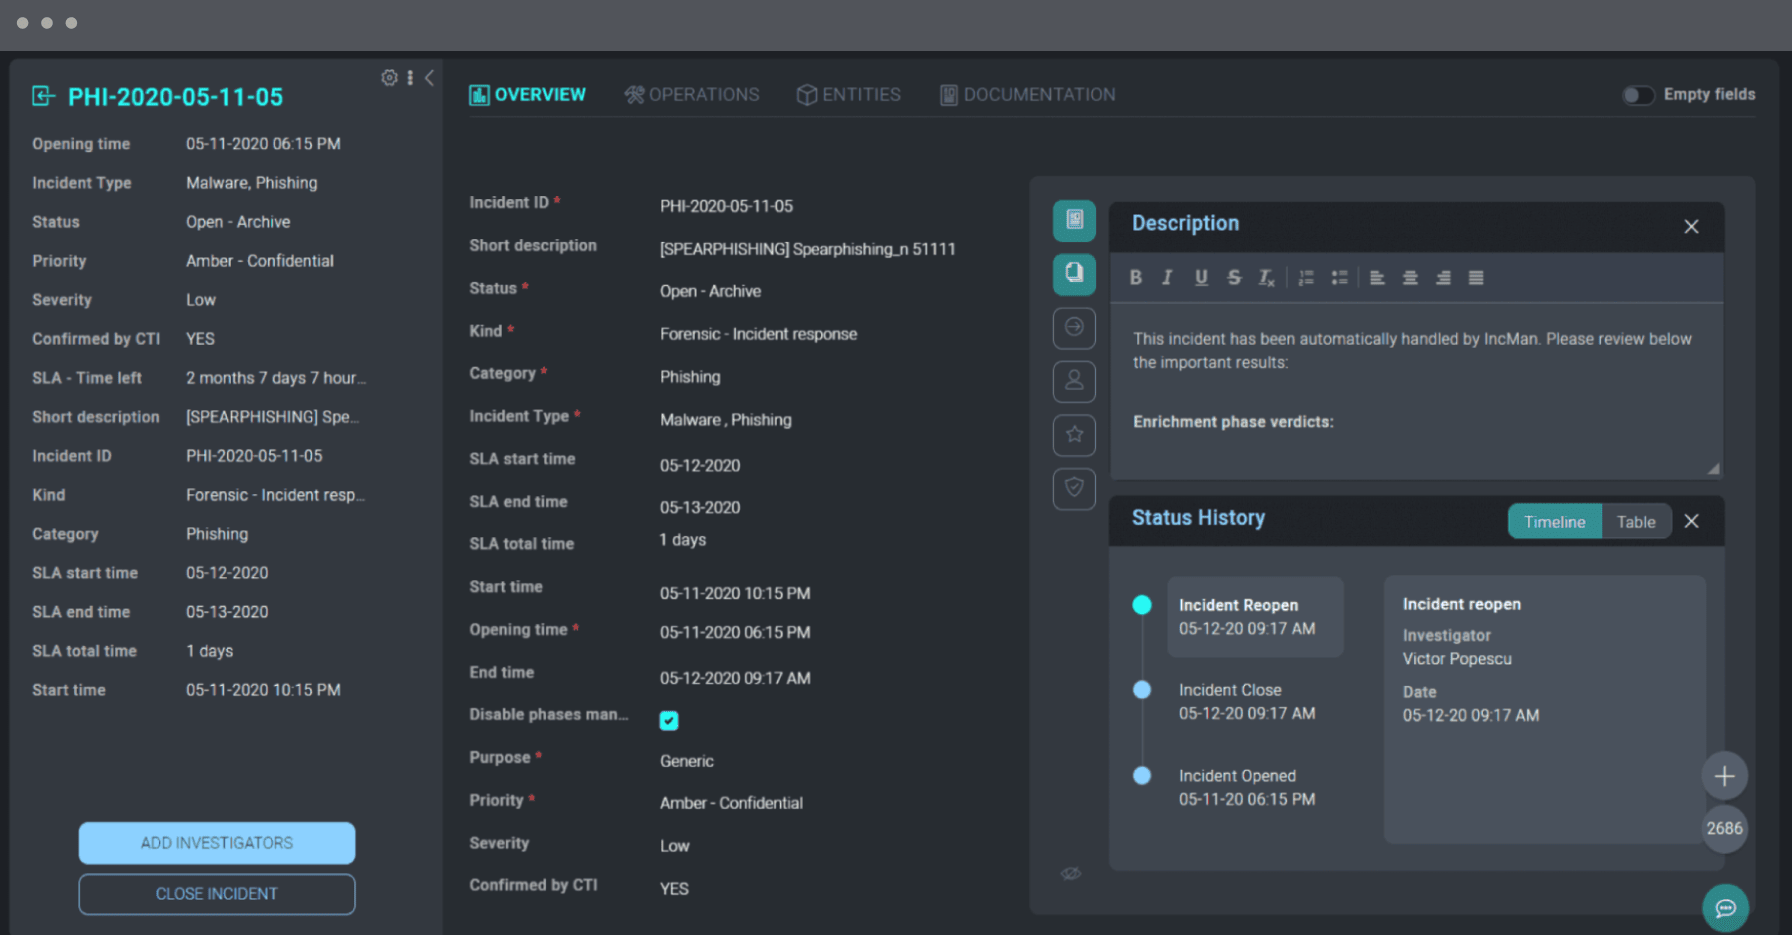 PHI-2020-05-11-05
Opening time 05-11-2020 06:15 PM
Incident Type Malware, Phishing
Status Open - Archive
Priority Amber - Confidential
Severity Low
Confirmed by CTI YES
SLA - Time left 2 months 7 days 7 hour...
Short description [SPEARPHISHING] Spe...
Incident ID PHI-2020-05-11-05
Kind Forensic - Incident resp...
Category Phishing
SLA start time 05-12-2020
SLA end time 05-13-2020
SLA total time 1 days
Start time 05-11-2020 10:15 PM
ADD INVESTIGATORS
CLOSE INCIDENT
OVERVIEW OPERATIONS ENTITIES DOCUMENTATION Empty fields
Incident ID * PHI-2020-05-11-05
Short description [SPEARPHISHING] Spearphishing_n 51111
Status * Open - Archive
Kind * Forensic - Incident response
Category * Phishing
Incident Type * Malware , Phishing
SLA start time 05-12-2020
SLA end time 05-13-2020
SLA total time 1 days
Start time 05-11-2020 10:15 PM
Opening time * 05-11-2020 06:15 PM
End time 05-12-2020 09:17 AM
Disable phases man...
Purpose * Generic
Priority * Amber - Confidential
Severity Low
Confirmed by CTI YES
Description
B I U S Tx
This incident has been automatically handled by IncMan. Please review below
the important results:
Enrichment phase verdicts:
Status History Timeline Table
Incident Reopen
05-12-20 09:17 AM
Incident Close
05-12-20 09:17 AM
Incident Opened
05-11-20 06:15 PM
Incident reopen
Investigator
Victor Popescu
Date
05-12-20 09:17 AM
2686